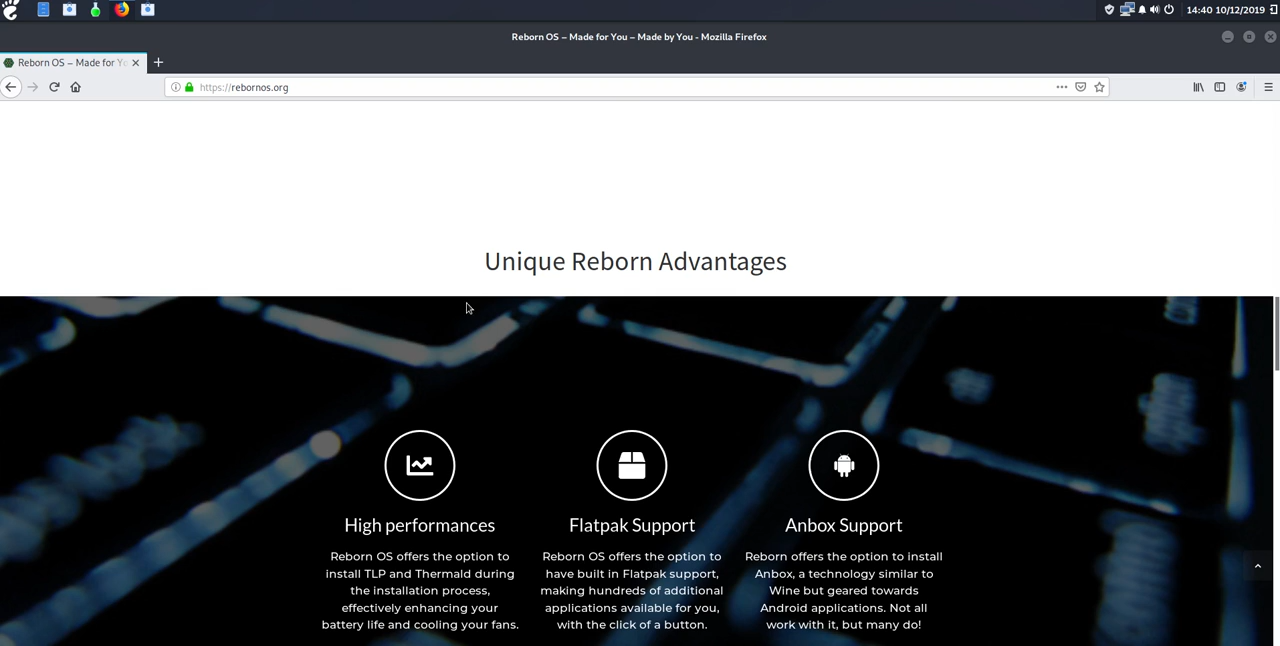 14:40 10/12/2019
Reborn OS – Made for You – Made by You - Mozilla Firefox
Reborn OS – Made for Yo
https://rebornos.org
Unique Reborn Advantages
High performances
Reborn OS offers the option to
install TLP and Thermald during
the installation process,
effectively enhancing your
battery life and cooling your fans.
Flatpak Support
Reborn OS offers the option to
have built in Flatpak support,
making hundreds of additional
applications available for you,
with the click of a button.
Anbox Support
Reborn offers the option to install
Anbox, a technology similar to
Wine but geared towards
Android applications. Not all
work with it, but many do!